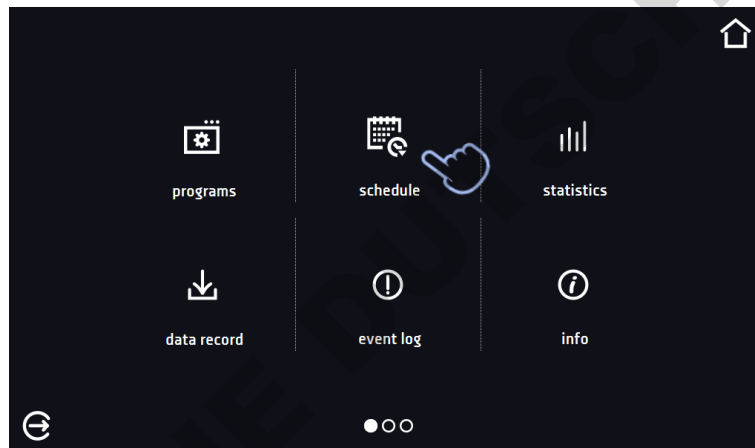 programs
schedule
statistics
data record
event log
info